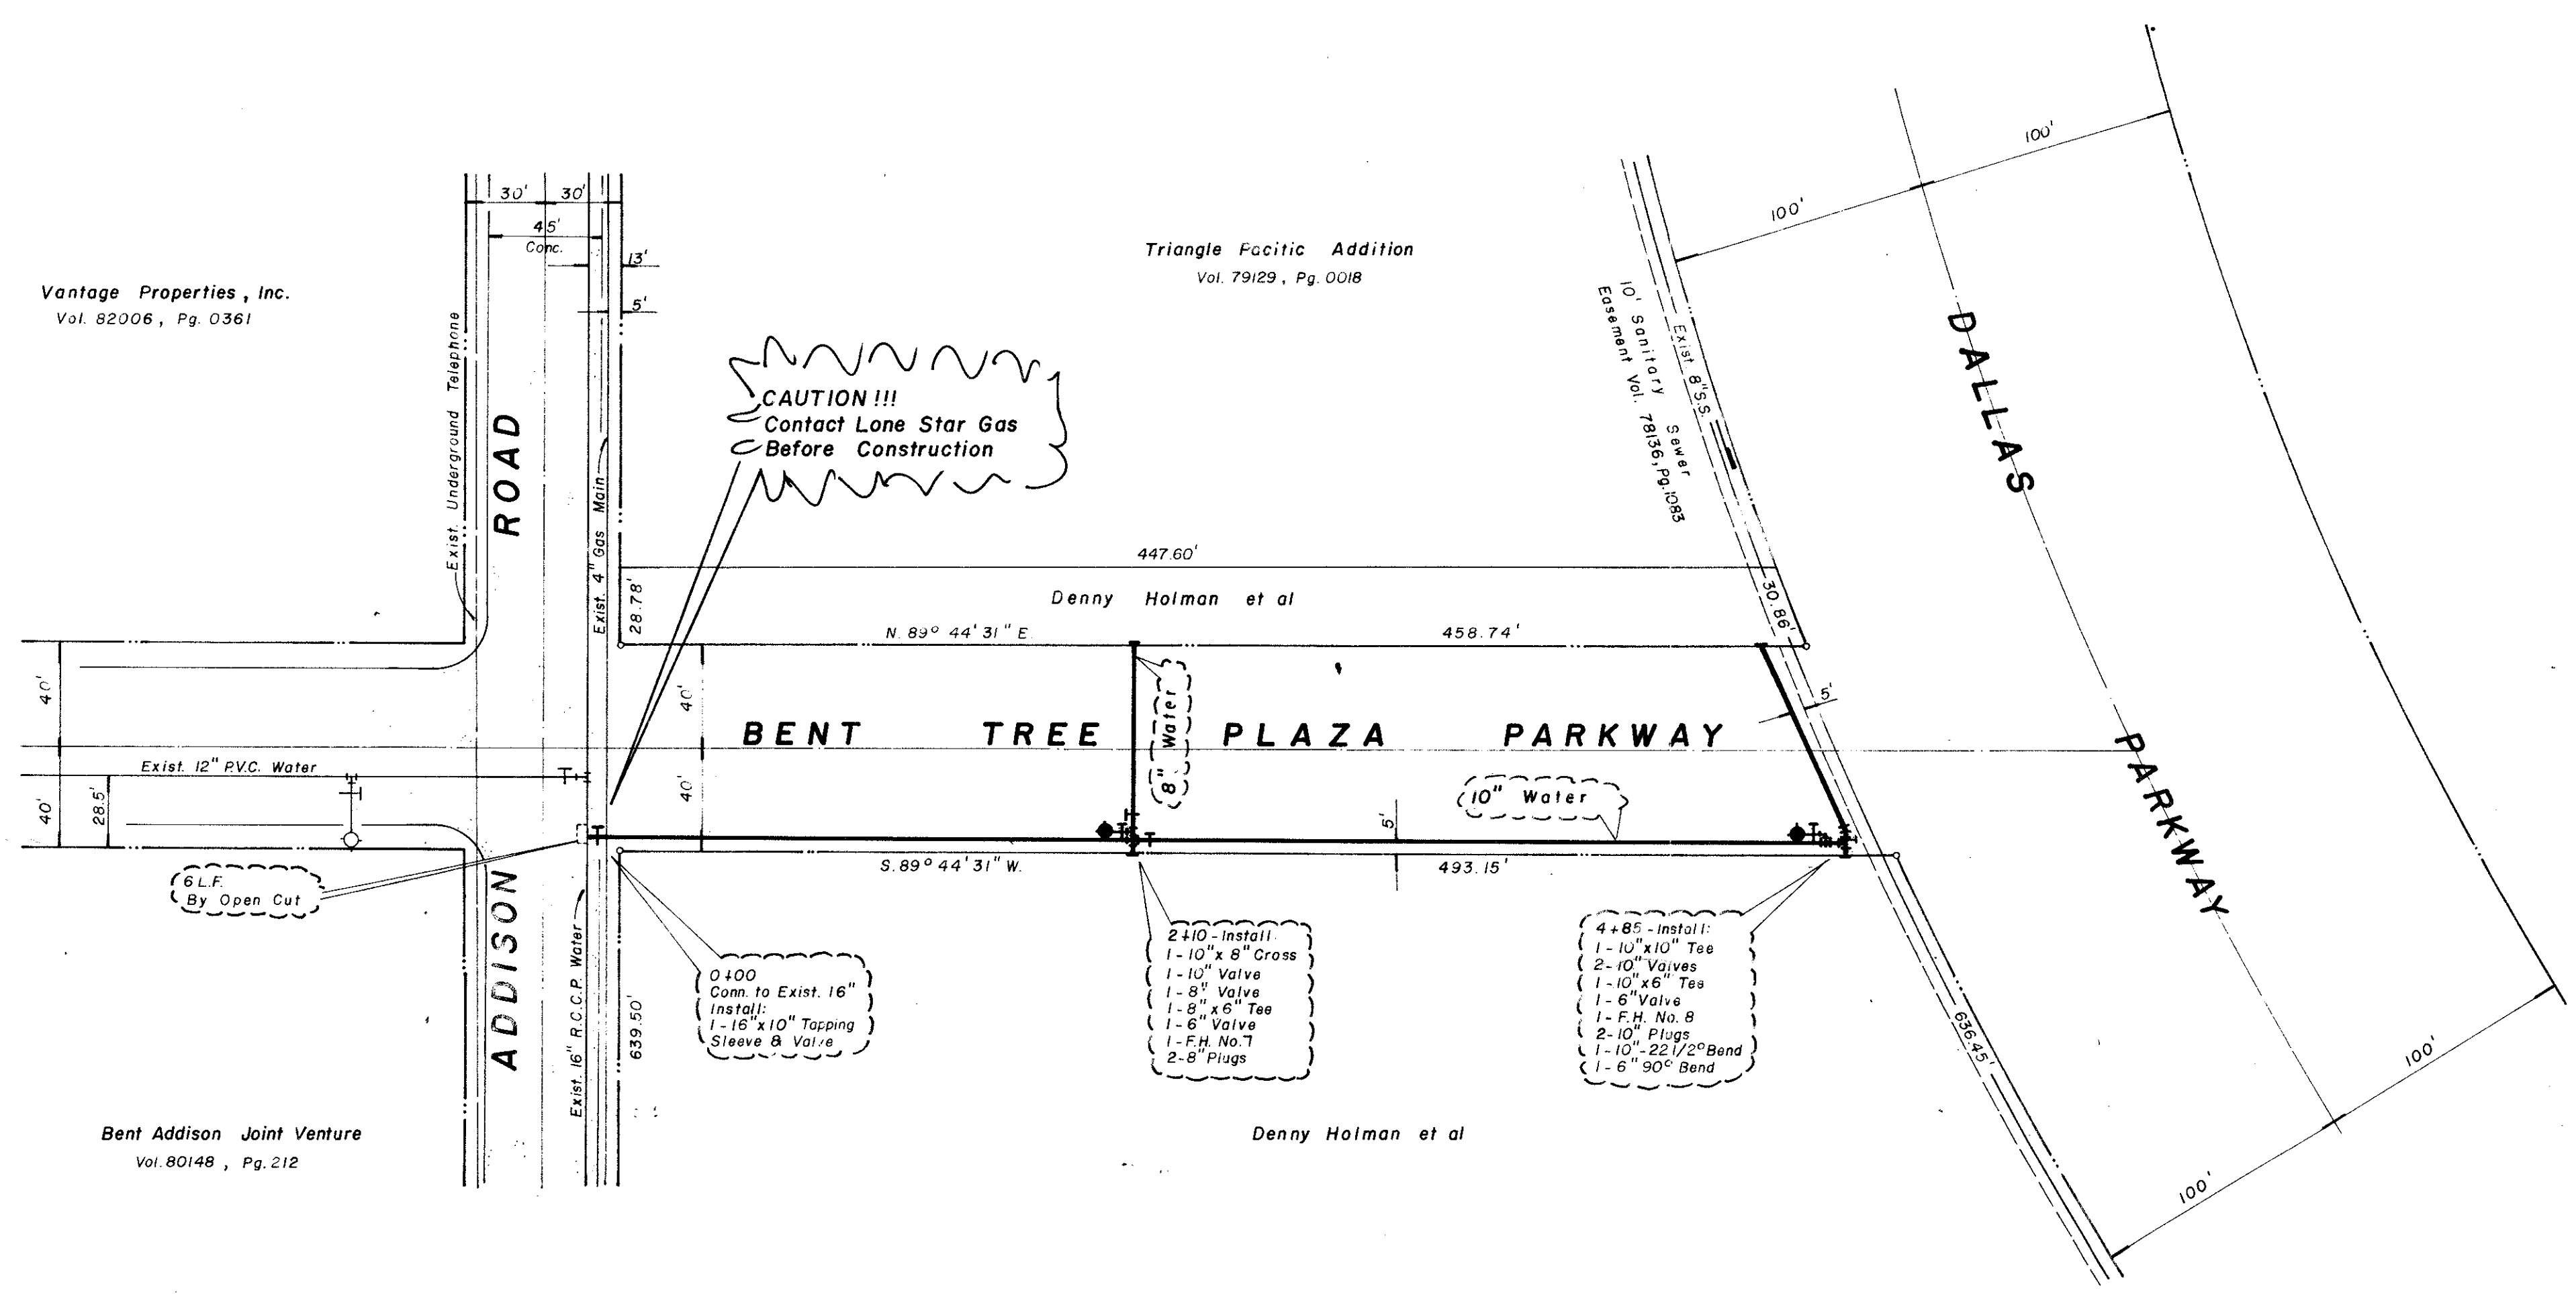 100'
100'
30' 30'
45'
Conc.
13'
5'
Triangle Pacific Addition
Vol. 79129, Pg. 0018
Vantage Properties, Inc.
Vol. 82006, Pg. 0361
Exist. Underground Telephone
ROAD
Exist. 4" Gas Main
CAUTION !!!
Contact Lone Star Gas
Before Construction
10' Sanitary Sewer
Easement Vol. 78136, Pg. 1083
Exist 8" S.S.
DALLAS
PARKWAY
447.60'
28.78'
Denny Holman et al
30.86'
N. 89° 44' 31" E.
458.74'
40'
40'
5'
BENT TREE PLAZA PARKWAY
8" Water
Exist. 12" P.V.C. Water
40'
28.5'
40'
10" Water
5'
S. 89° 44' 31" W.
493.15'
6 L.F.
By Open Cut
ADDISON
Exist. 16" R.C.C.P. Water
639.50'
0+00
Conn. to Exist. 16"
Install:
1-16"x10" Tapping
Sleeve & Valve
2+10-Install:
1-10"x 8" Cross
1-10" Valve
1-8" Valve
1-8" x 6" Tee
1-6" Valve
1-F.H. No. 7
2-8" Plugs
4+85-Install:
1-10"x10" Tee
2-10" Valves
1-10"x6" Tee
1-6" Valve
1-F.H. No. 8
2-10" Plugs
1-10"-22 1/2° Bend
1-6" 90° Bend
636.45'
100'
100'
Bent Addison Joint Venture
Vol. 80148, Pg. 212
Denny Holman et al